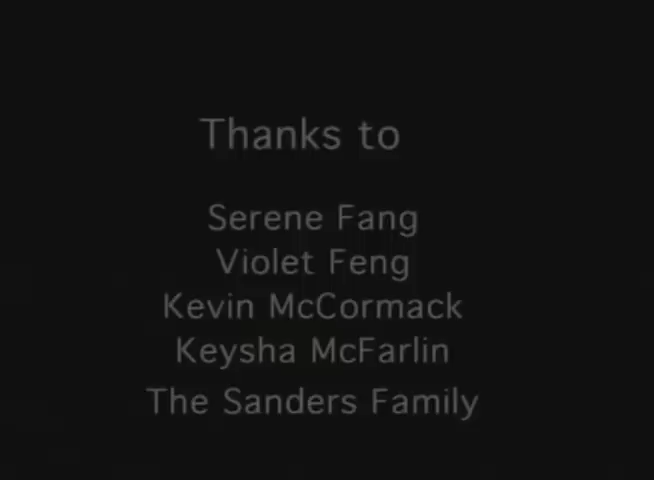 Thanks to
Serene Fang
Violet Feng
Kevin McCormack
Keysha McFarlin
The Sanders Family